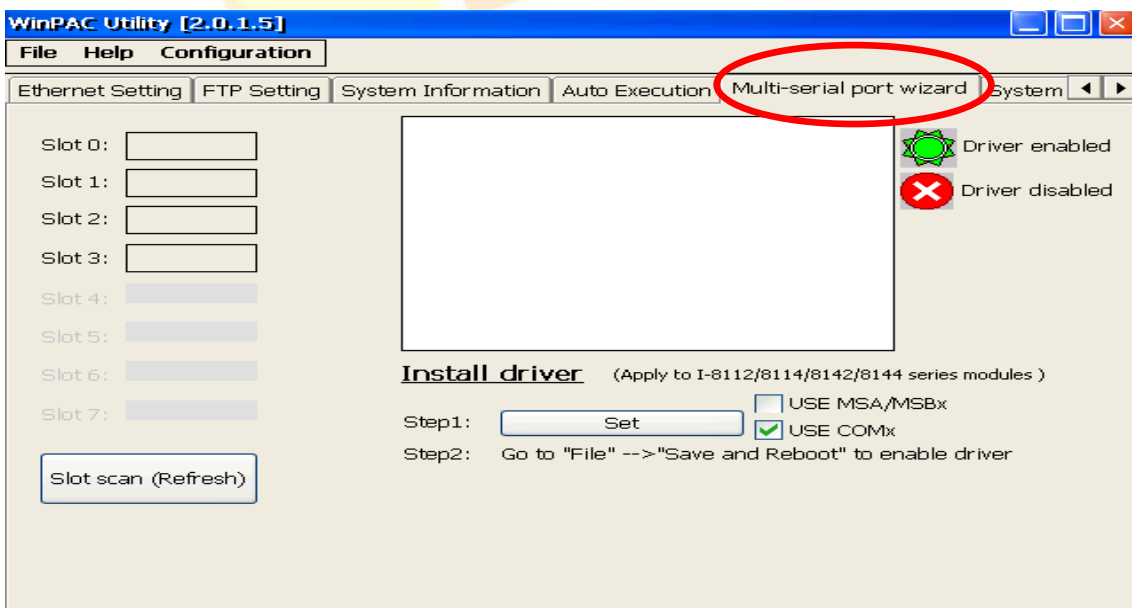 WinPAC Utility [2.0.1.5]
File Help Configuration
Ethernet Setting FTP Setting System Information Auto Execution Multi-serial port wizard System
Slot 0:
Slot 1:
Slot 2:
Slot 3:
Slot 4:
Slot 5:
Slot 6:
Slot 7:
Slot scan (Refresh)
Driver enabled
Driver disabled
Install driver (Apply to I-8112/8114/8142/8144 series modules )
Step1: Set
USE MSA/MSBx
USE COMx
Step2: Go to "File" -->"Save and Reboot" to enable driver